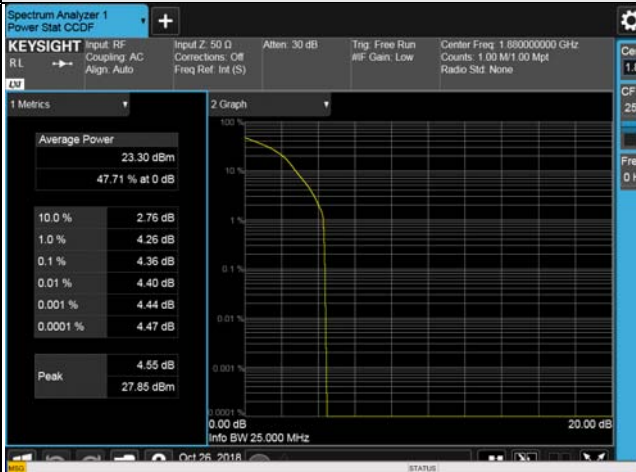 Spectrum Analyzer 1
Power Stat CCDF
KEYSIGHT
RL
LXI
Input: RF
Coupling: AC
Align: Auto
Input Z: 50 Ω
Corrections: Off
Freq Ref: Int (S)
Atten: 30 dB
Trig: Free Run
#IF Gain: Low
Center Freq: 1.880000000 GHz
Counts: 1.00 M/1.00 Mpt
Radio Std: None
1 Metrics
Average Power
23.30 dBm
47.71 % at 0 dB
10.0 % 2.76 dB
1.0 % 4.26 dB
0.1 % 4.36 dB
0.01 % 4.40 dB
0.001 % 4.44 dB
0.0001 % 4.47 dB
Peak
4.55 dB
27.85 dBm
2 Graph
100 %
10 %
1 %
0.1 %
0.01 %
0.001 %
0.0001 %
0.00 dB
20.00 dB
Info BW 25.000 MHz
Oct 26, 2018
MSG
STATUS
CF
25
Fre